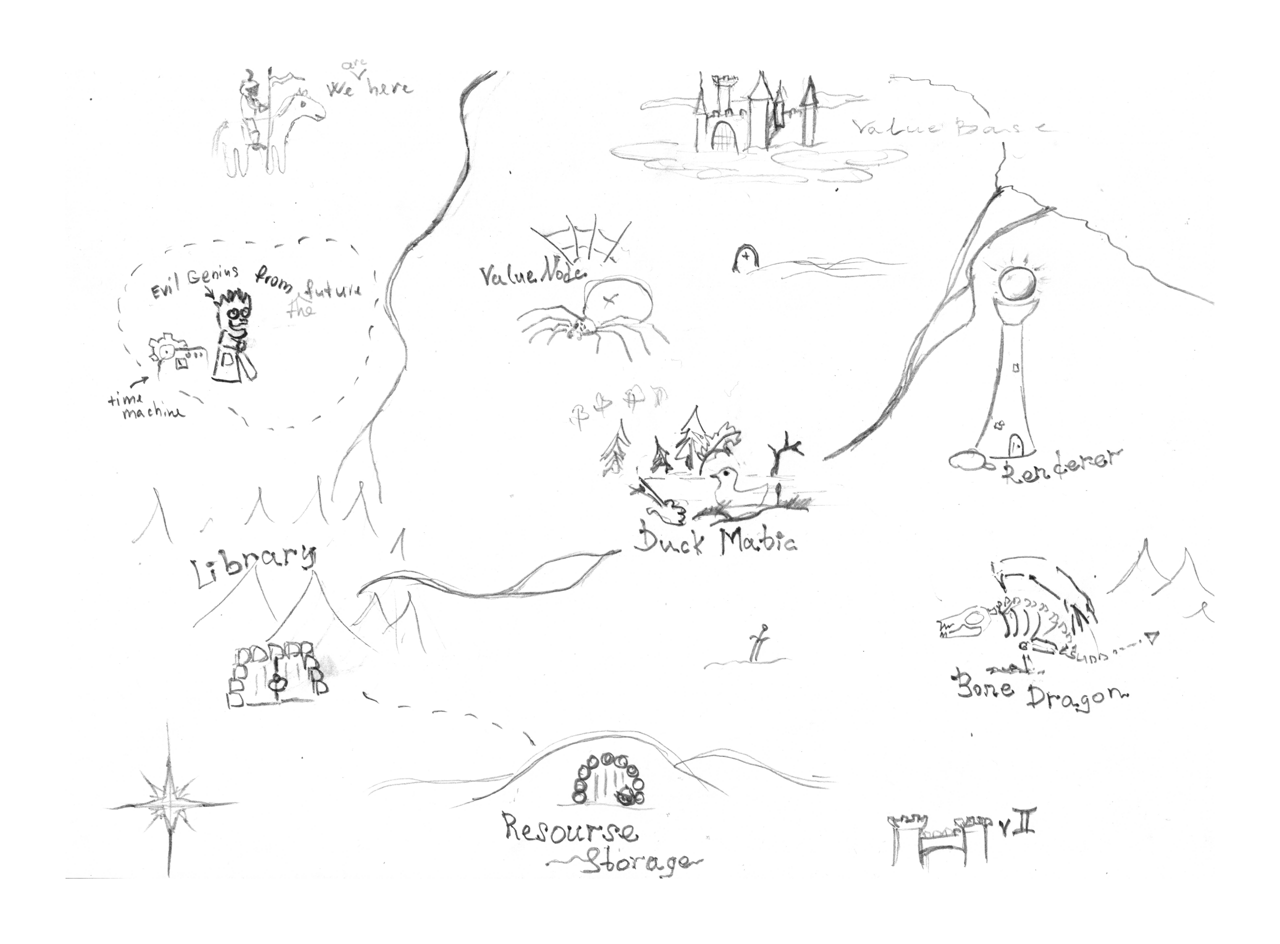 We are here
Value Base
Evil Genius from the future
time
machine
Value Node
Renderer
Duck Mabic
Library
Bone Dragon
Resourse
Storage
v II